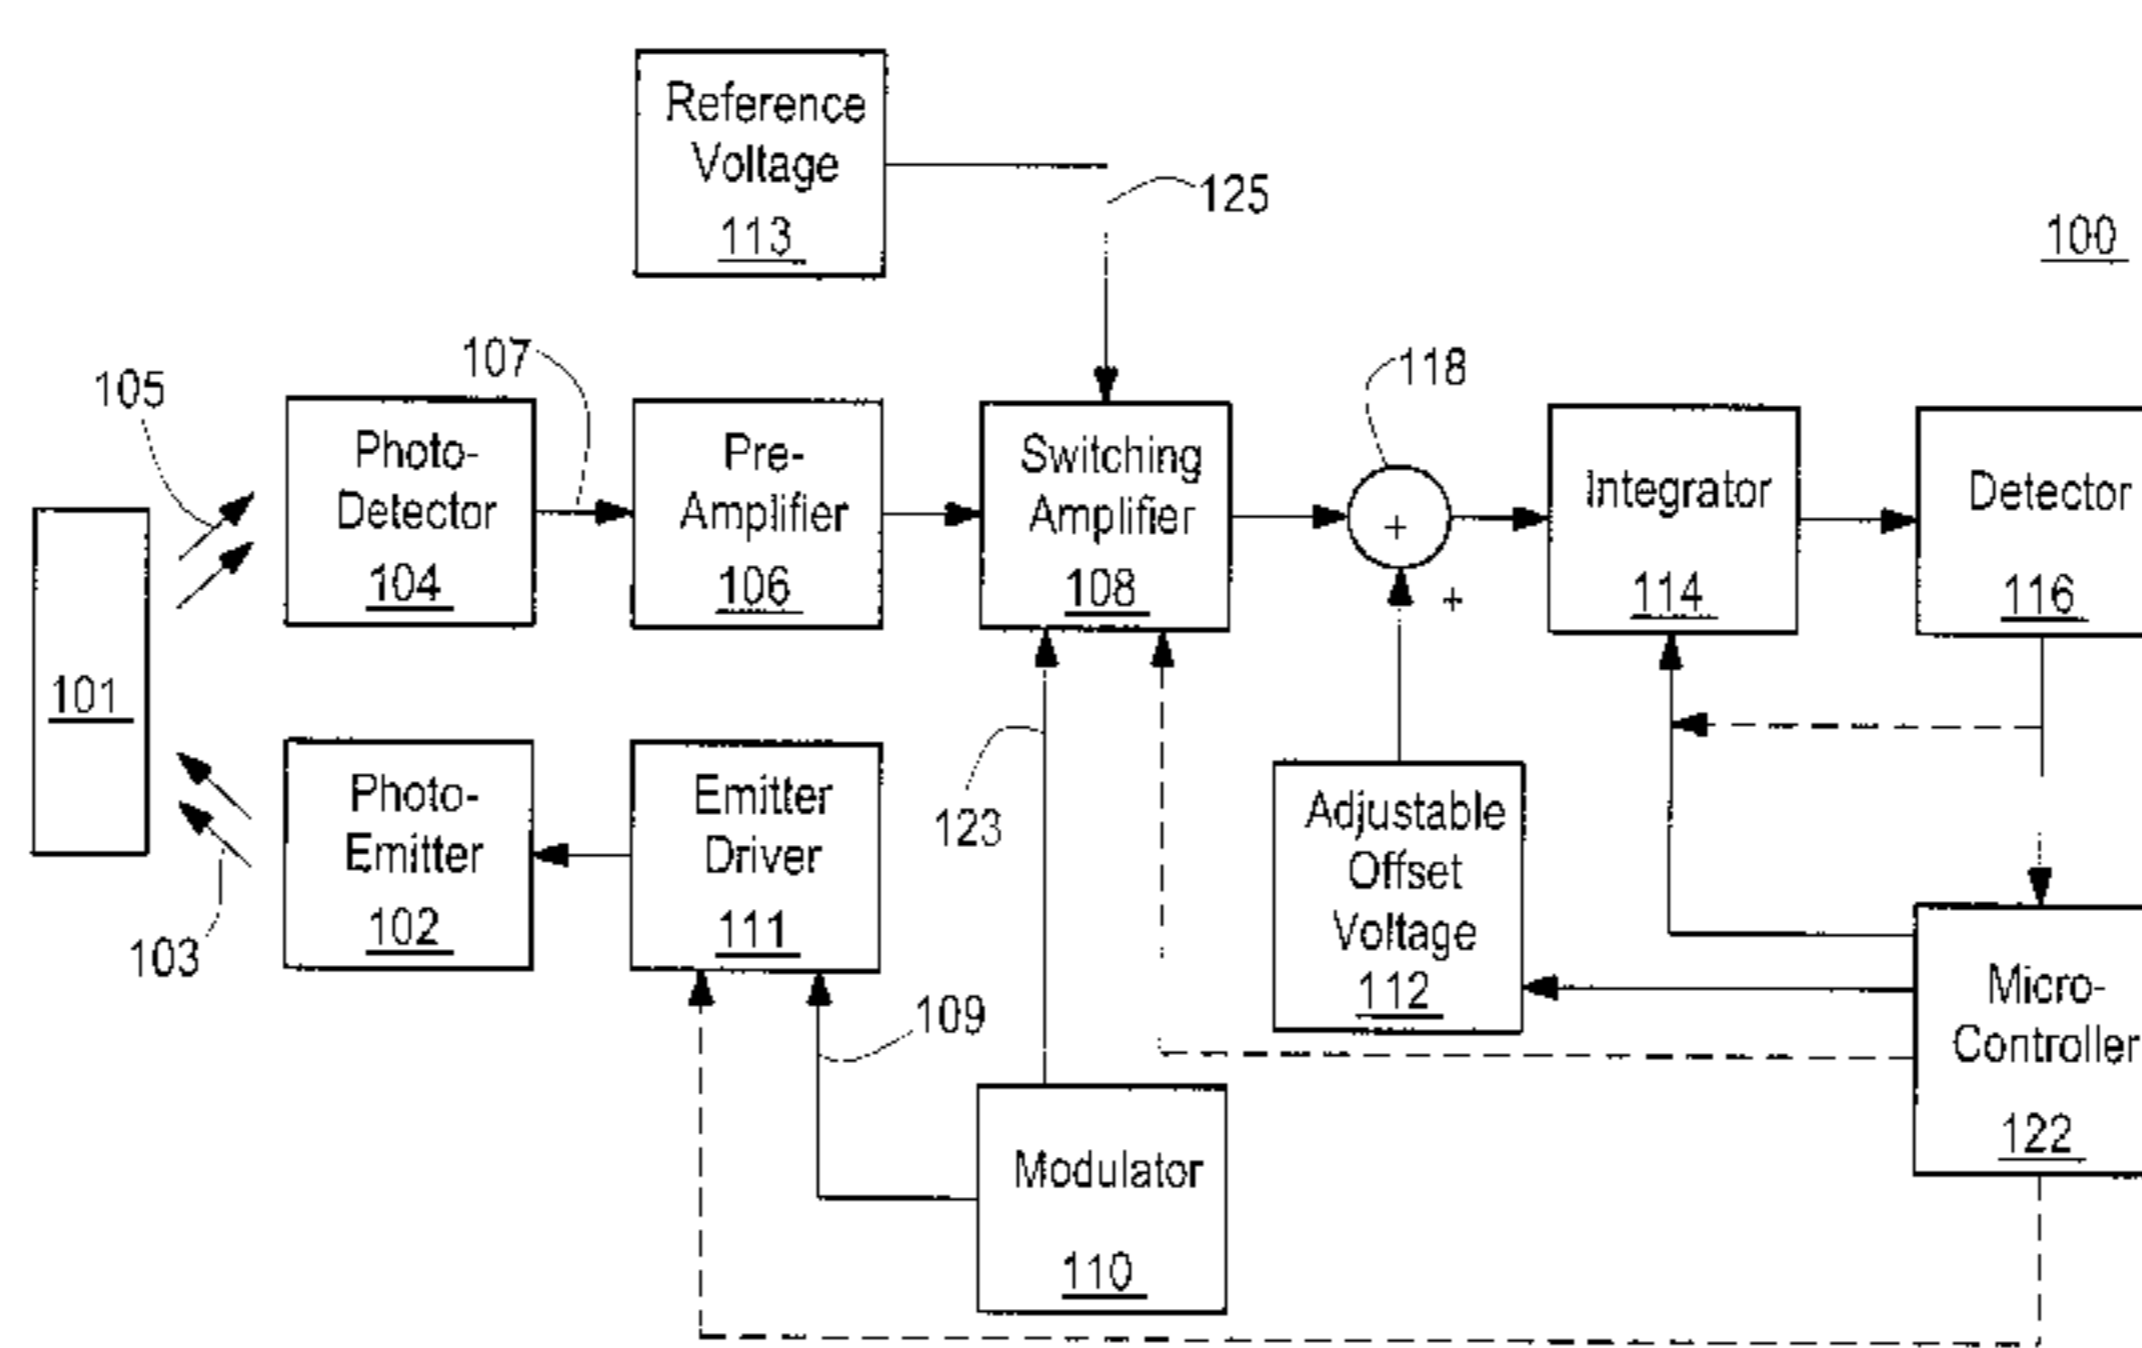 Reference
Voltage
113
125
100
107
118
105
Photo-
Detector
104
Pre-
Amplifier
106
Switching
Amplifier
108
+
+
Integrator
114
Detector
116
101
Photo-
Emitter
102
103
Emitter
Driver
111
109
123
Adjustable
Offset
Voltage
112
Micro-
Controller
122
Modulator
110